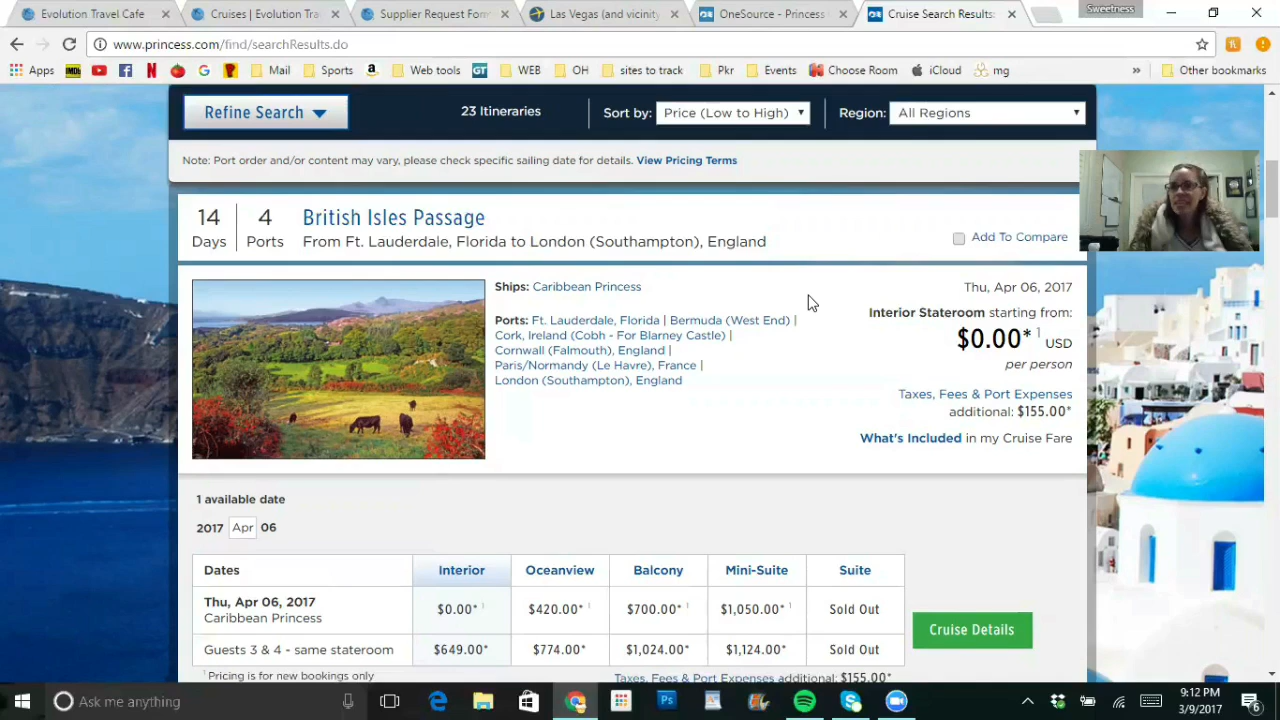 Evolution Travel Cafe
Cruises | Evolution Tra
Supplier Request Form
Las Vegas (and vicinity
OneSource - Princess
Cruise Search Results:
Sweetness
www.princess.com/find/searchResults.do
Apps
IMDb
Mail
Sports
Web tools
GT
WEB
OH
sites to track
Pkr
Events
Choose Room
iCloud
mg
»
Other bookmarks
Refine Search
23 Itineraries
Sort by: Price (Low to High)
Region: All Regions
Note: Port order and/or content may vary, please check specific sailing date for details. View Pricing Terms
14 Days
4 Ports
British Isles Passage
From Ft. Lauderdale, Florida to London (Southampton), England
Add To Compare
Ships: Caribbean Princess
Ports: Ft. Lauderdale, Florida | Bermuda (West End) |
Cork, Ireland (Cobh - For Blarney Castle) |
Cornwall (Falmouth), England |
Paris/Normandy (Le Havre), France |
London (Southampton), England
Thu, Apr 06, 2017
Interior Stateroom starting from:
$0.00* 1 USD
per person
Taxes, Fees & Port Expenses
additional: $155.00*
What's Included in my Cruise Fare
1 available date
2017 Apr 06
Dates Interior Oceanview Balcony Mini-Suite Suite
Thu, Apr 06, 2017
Caribbean Princess
$0.00* 1 $420.00* 1 $700.00* 1 $1,050.00* 1 Sold Out
Cruise Details
Guests 3 & 4 - same stateroom $649.00* $774.00* $1,024.00* $1,124.00* Sold Out
1 Pricing is for new bookings only
Taxes, Fees & Port Expenses additional: $155.00*
Ask me anything
9:12 PM
3/9/2017
6